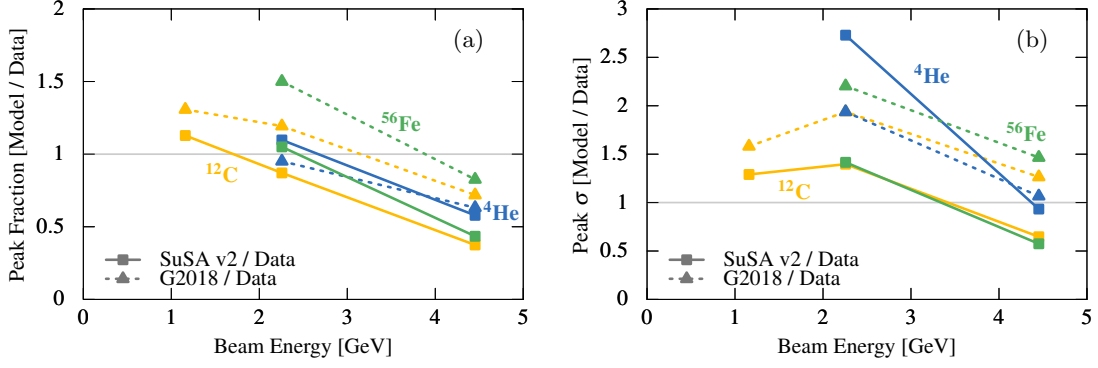 2
1.5
1
0.5
0
0 1 2 3 4 5
Peak Fraction [Model / Data]
Beam Energy [GeV]
(a)
⁵⁶Fe
¹²C
⁴He
SuSA v2 / Data
G2018 / Data
3
2.5
2
1.5
1
0.5
0
0 1 2 3 4 5
Peak σ [Model / Data]
Beam Energy [GeV]
(b)
⁴He
⁵⁶Fe
¹²C
SuSA v2 / Data
G2018 / Data